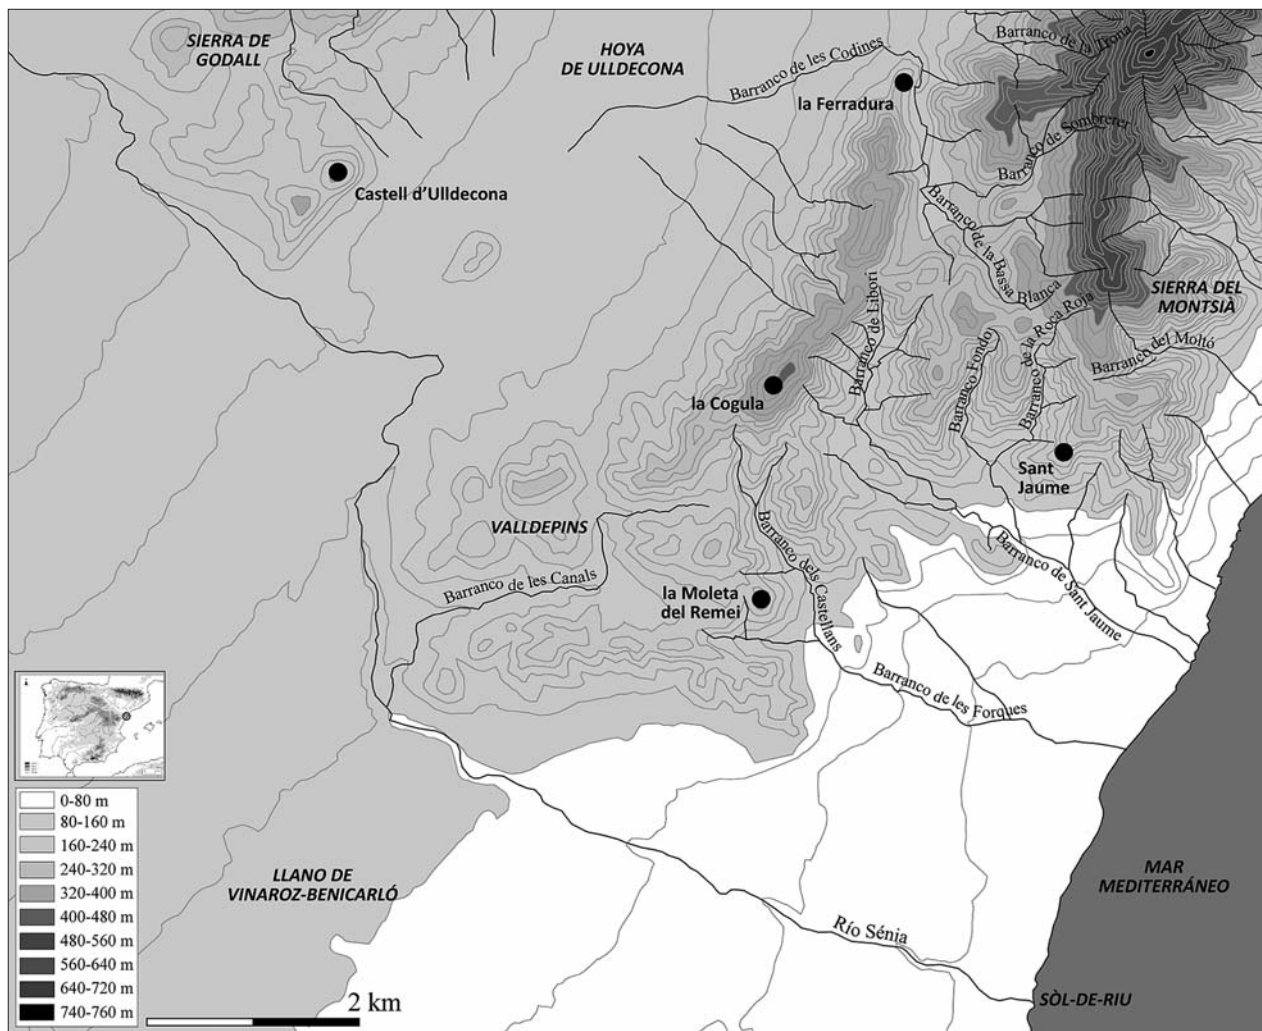 SIERRA DE
GODALL
HOYA
DE ULLDECONA
Barranco de les Codines
Barranco de la Trona
la Ferradura
Barranco de Sombrerer
Castell d'Ulldecona
Barranco de la Bassa Blanca
SIERRA DEL
MONTSIÀ
Barranco de Libori
Barranco de la Roca Roja
Barranco Fondo
Barranco del Moltó
la Cogula
Sant
Jaume
VALLDEPINS
Barranco de les Canals
Barranco dels Castellans
Barranco de Sant Jaume
la Moleta
del Remei
Barranco de les Forques
0-80 m
80-160 m
160-240 m
240-320 m
320-400 m
400-480 m
480-560 m
560-640 m
640-720 m
740-760 m
LLANO DE
VINAROZ-BENICARLÓ
MAR
MEDITERRÁNEO
Río Sénia
SÒL-DE-RIU
2 km